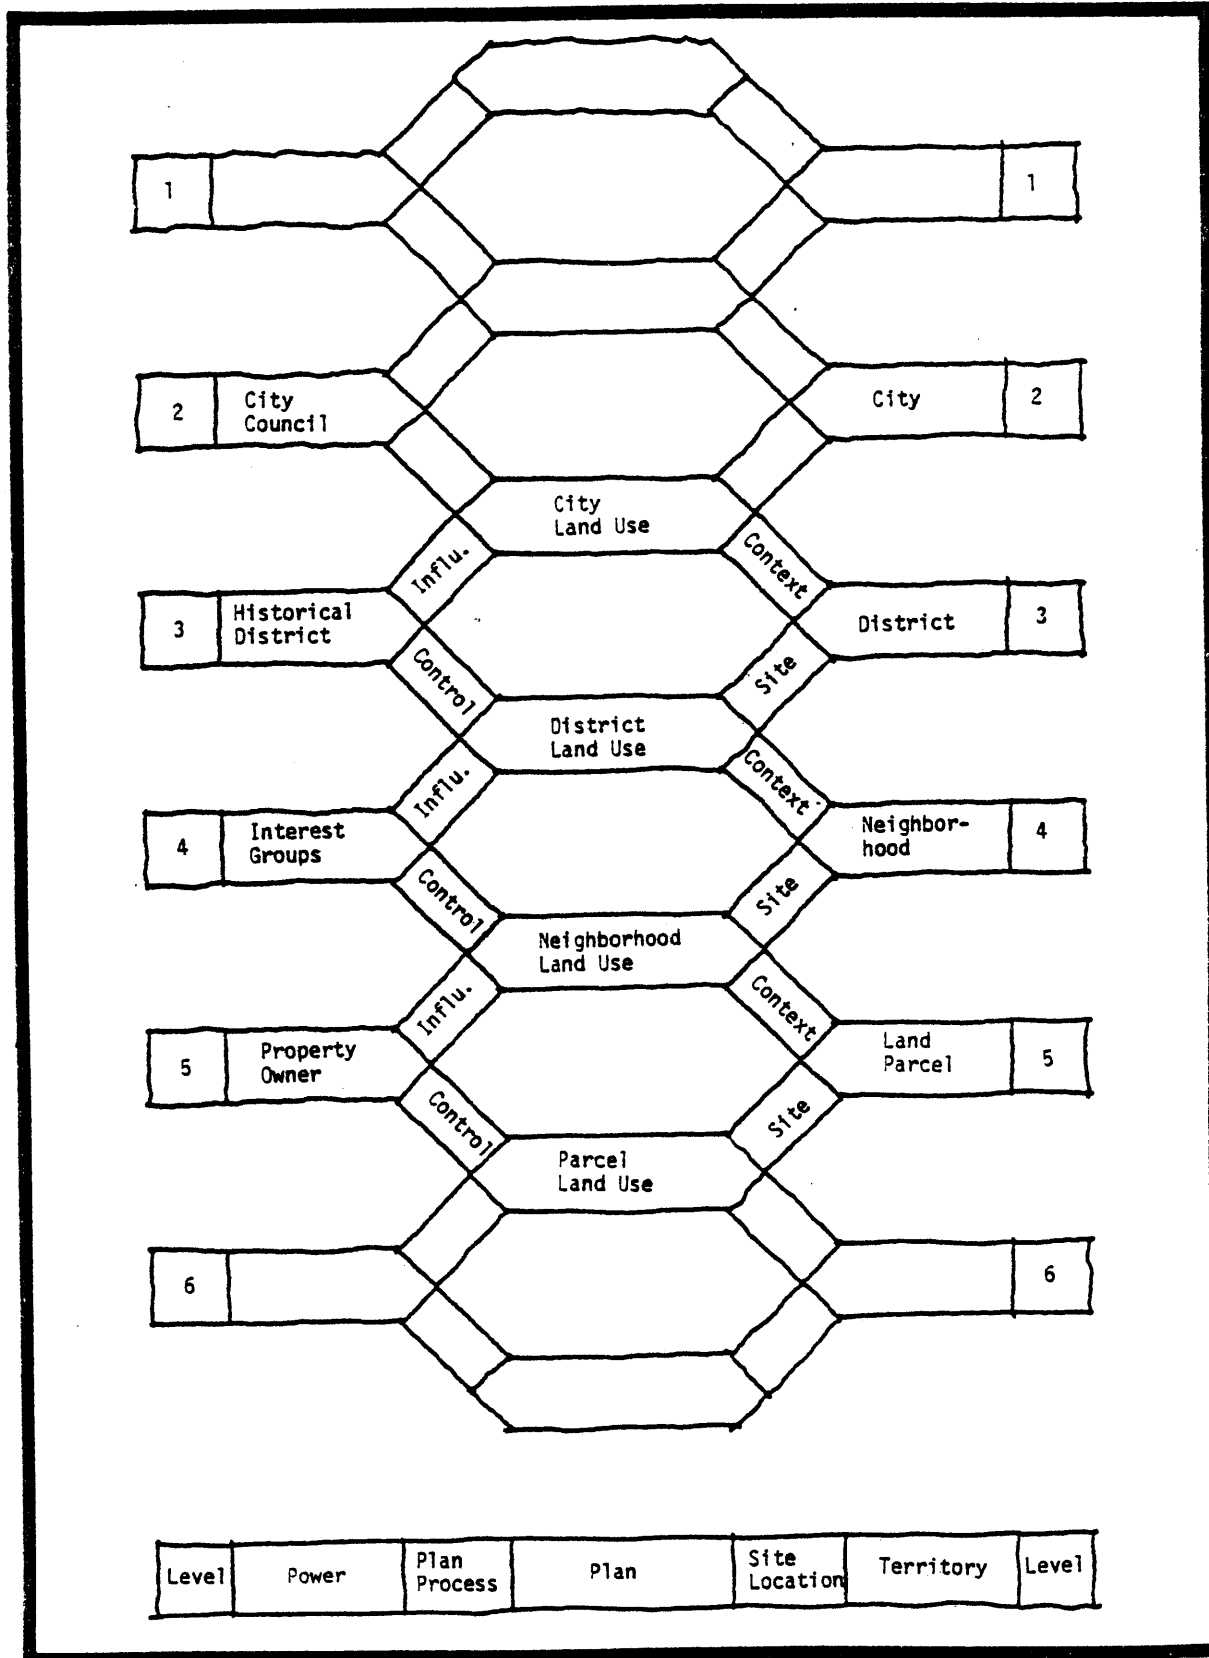 1
1
2
City
Council
City
2
City
Land Use
Influ.
Context
3
Historical
District
District
3
Control
Site
District
Land Use
Influ.
Context
4
Interest
Groups
Neighbor-
hood
4
Control
Site
Neighborhood
Land Use
Influ.
Context
5
Property
Owner
Land
Parcel
5
Control
Site
Parcel
Land Use
6
6
Level
Power
Plan
Process
Plan
Site
Location
Territory
Level